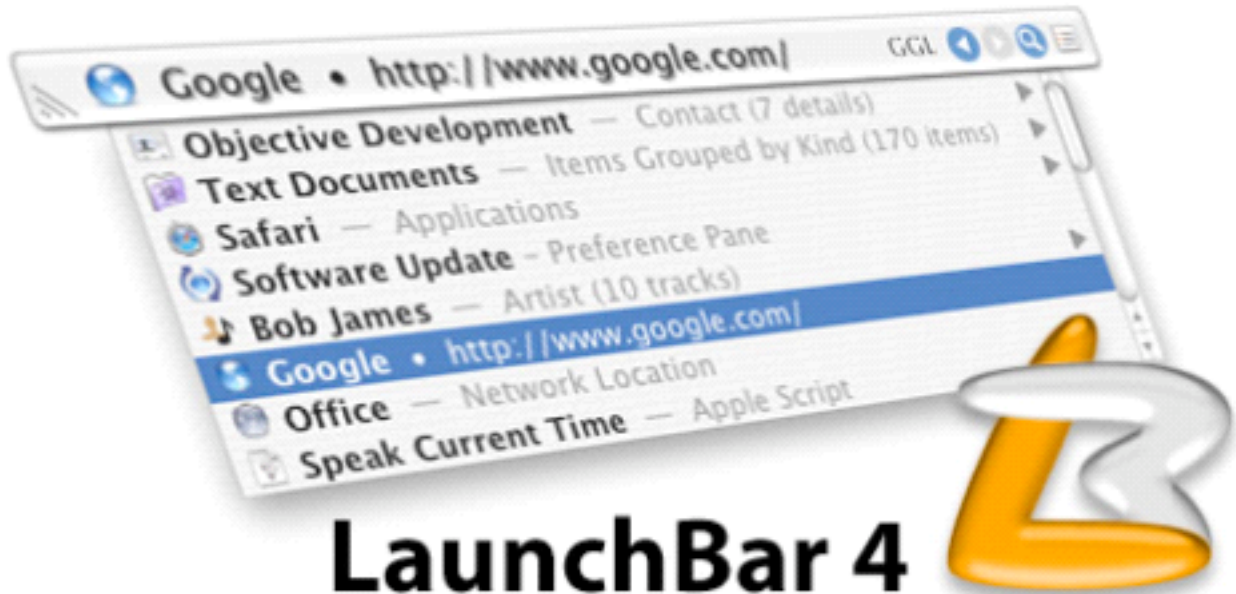 Google • http://www.google.com/ GGL
Objective Development — Contact (7 details)
Text Documents — Items Grouped by Kind (170 items)
Safari — Applications
Software Update – Preference Pane
Bob James — Artist (10 tracks)
Google • http://www.google.com/
Office — Network Location
Speak Current Time — Apple Script
LB
LaunchBar 4